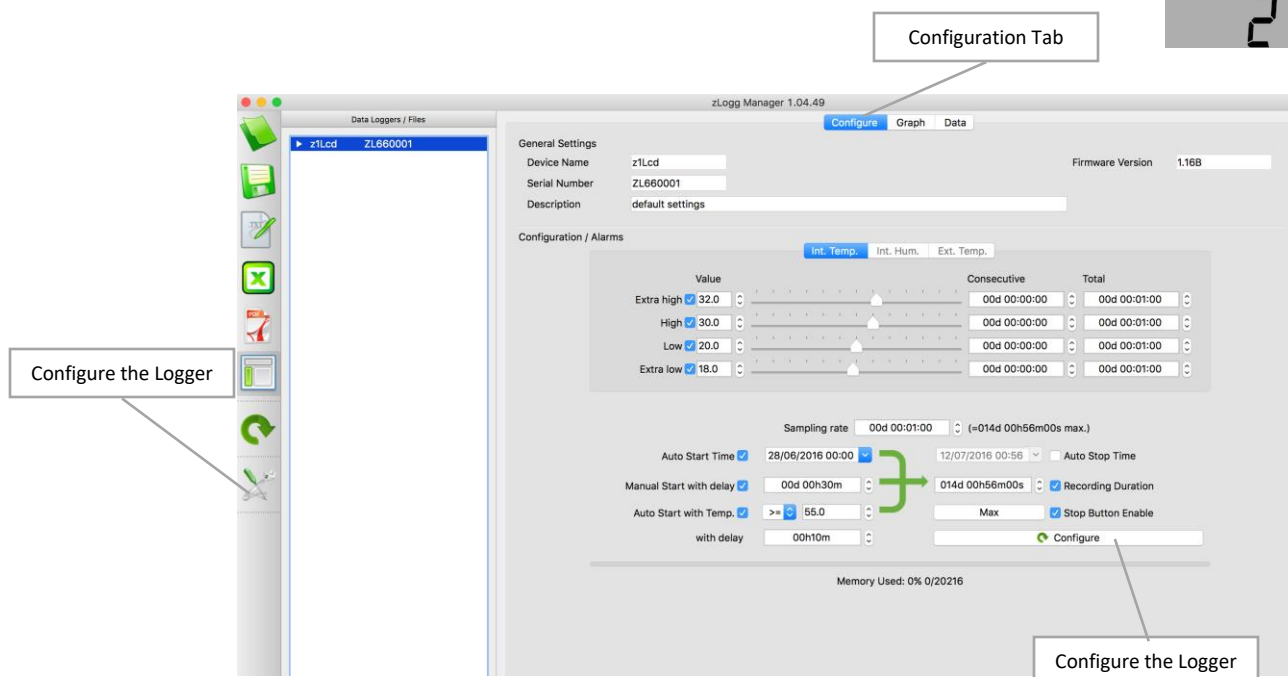 2
Configuration Tab
zLogg Manager 1.04.49
Data Loggers / Files
Configure Graph Data
z1Lcd ZL660001
General Settings
Device Name z1Lcd Firmware Version 1.16B
Serial Number ZL660001
Description default settings
Configuration / Alarms
Int. Temp. Int. Hum. Ext. Temp.
Value Consecutive Total
Extra high 32.0 00d 00:00:00 00d 00:01:00
High 30.0 00d 00:00:00 00d 00:01:00
Low 20.0 00d 00:00:00 00d 00:01:00
Extra low 18.0 00d 00:00:00 00d 00:01:00
Configure the Logger
Sampling rate 00d 00:01:00 (=014d 00h56m00s max.)
Auto Start Time 28/06/2016 00:00 12/07/2016 00:56 Auto Stop Time
Manual Start with delay 00d 00h30m 014d 00h56m00s Recording Duration
Auto Start with Temp. >= 55.0 Max Stop Button Enable
with delay 00h10m Configure
Memory Used: 0% 0/20216
Configure the Logger